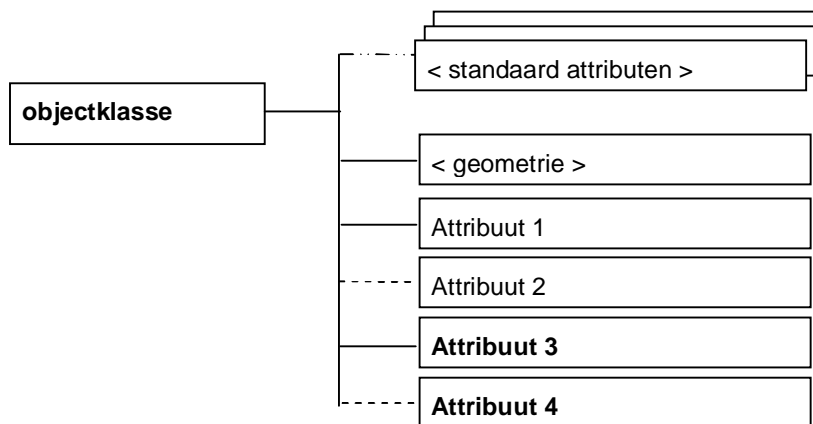 < standaard attributen >
objectklasse
< geometrie >
Attribuut 1
Attribuut 2
Attribuut 3
Attribuut 4